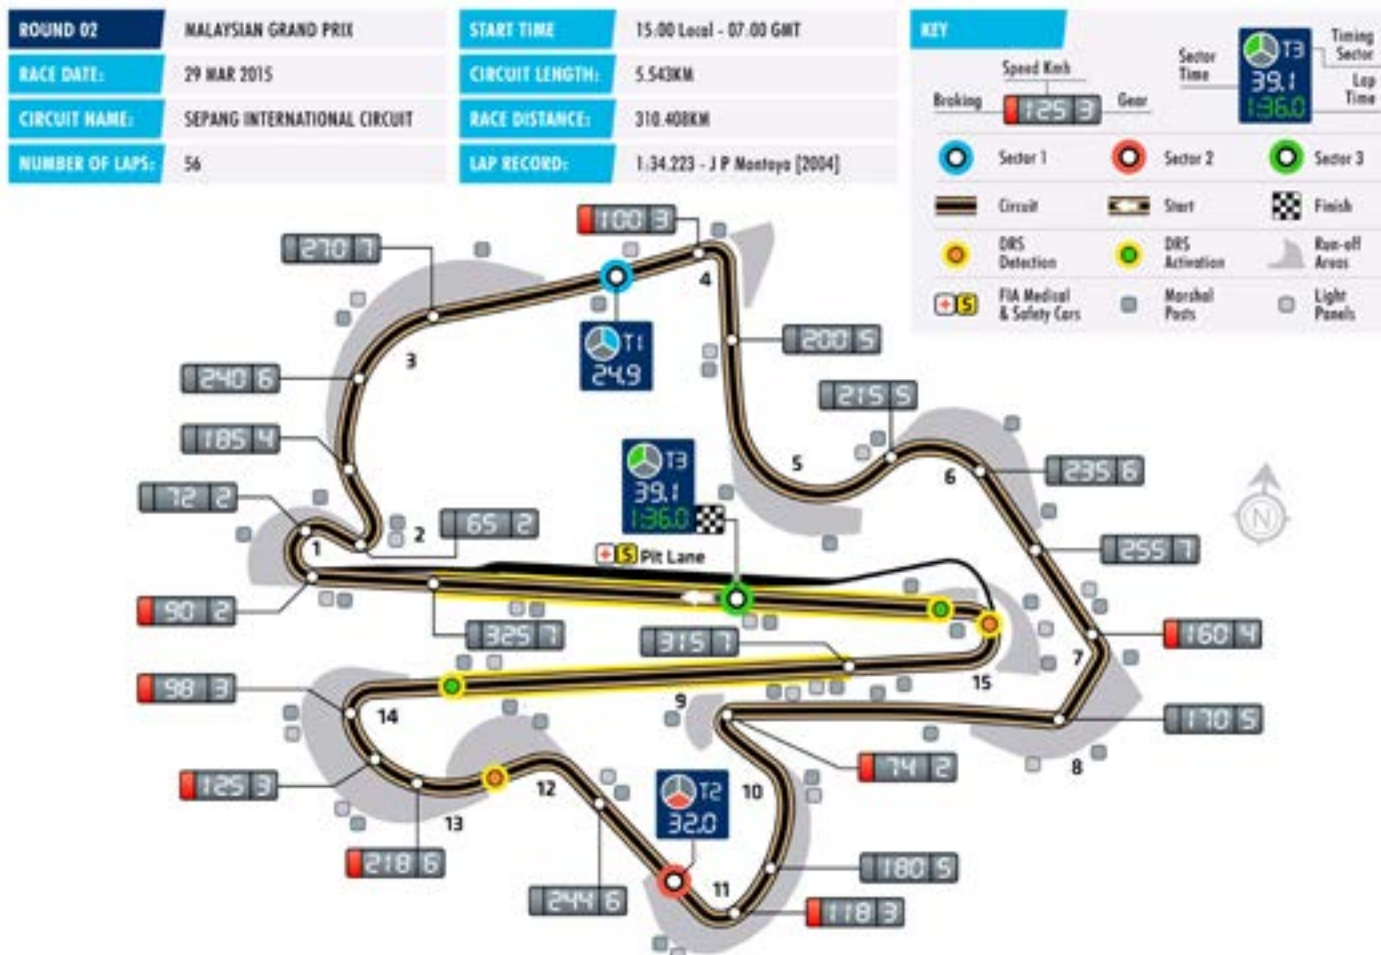 ROUND 02 MALAYSIAN GRAND PRIX
RACE DATE: 29 MAR 2015
CIRCUIT NAME: SEPANG INTERNATIONAL CIRCUIT
NUMBER OF LAPS: 56
START TIME 15:00 Local - 07.00 GMT
CIRCUIT LENGTH: 5.543KM
RACE DISTANCE: 310.408KM
LAP RECORD: 1:34.223 - J P Montoya [2004]
KEY
Speed Kmh
Braking 125 3 Gear
Sector Time
T3
39.1
1:36.0
Timing Sector
Lap Time
Sector 1
Sector 2
Sector 3
Circuit
Start
Finish
DRS Detection
DRS Activation
Run-off Areas
S
FIA Medical & Safety Cars
Marshal Posts
Light Panels
100 3
270 7
4
T1
24.9
3
200 5
240 6
215 5
185 4
5
6
235 6
T3
39.1
1:36.0
72 2
2
65 2
1
255 7
S Pit Lane
90 2
325 7
315 7
160 4
7
98 3
14
9
15
170 5
8
125 3
12
T2
32.0
10
74 2
13
218 6
244 6
11
180 5
118 3
N